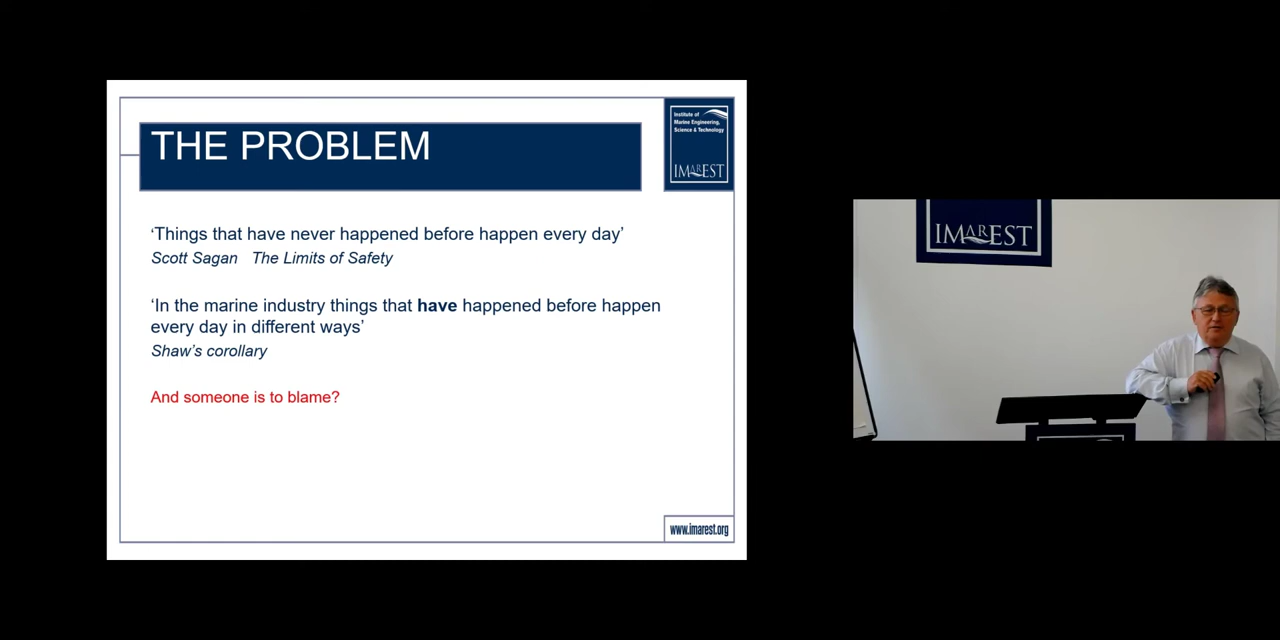 THE PROBLEM
Institute of
Marine Engineering,
Science & Technology
IMarEST
‘Things that have never happened before happen every day’
Scott Sagan The Limits of Safety
‘In the marine industry things that have happened before happen
every day in different ways’
Shaw’s corollary
And someone is to blame?
www.imarest.org
IMarEST